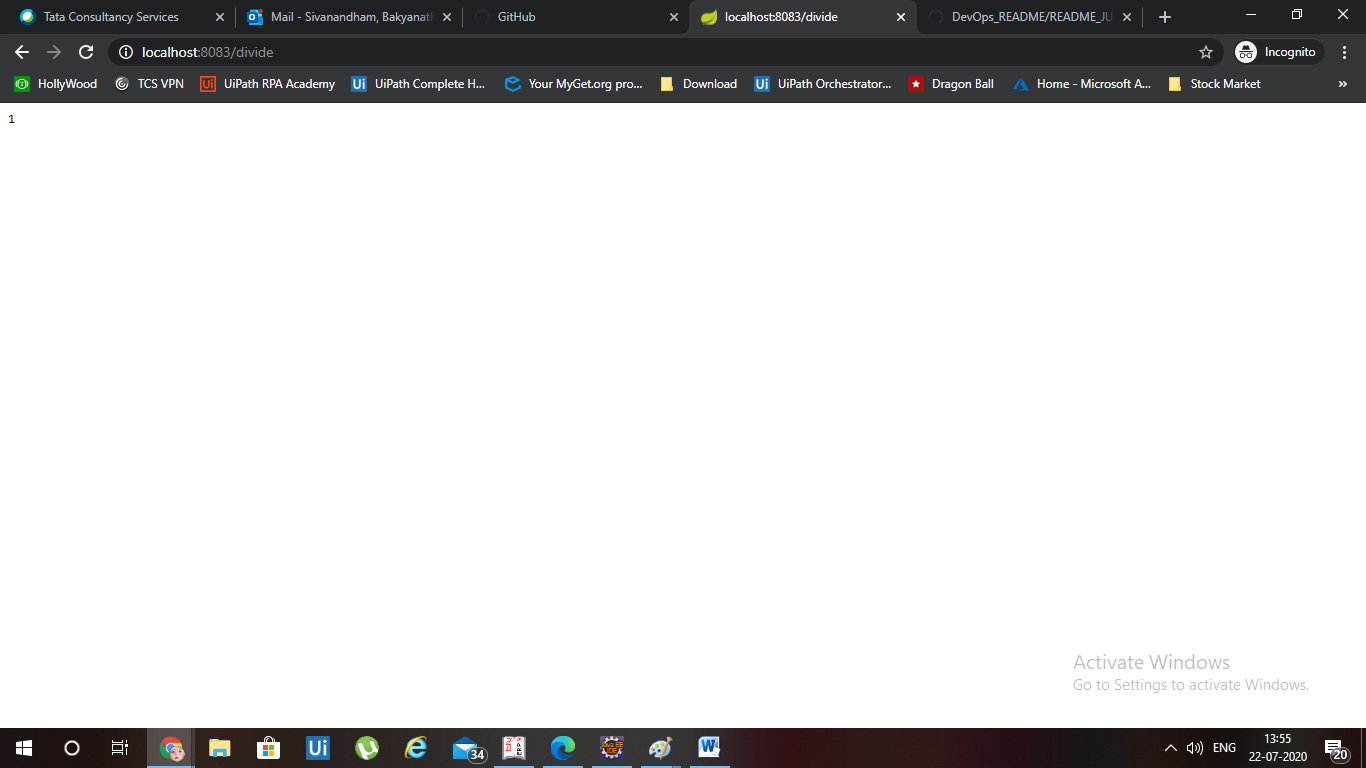 Tata Consultancy Services
Mail - Sivanandham, Bakyanath
GitHub
localhost:8083/divide
DevOps_README/README_JU
localhost:8083/divide
Incognito
HollyWood
TCS VPN
UiPath RPA Academy
UiPath Complete H...
Your MyGet.org pro...
Download
UiPath Orchestrator...
Dragon Ball
Home - Microsoft A...
Stock Market
1
Activate Windows
Go to Settings to activate Windows.
34
ENG
13:55
22-07-2020
20